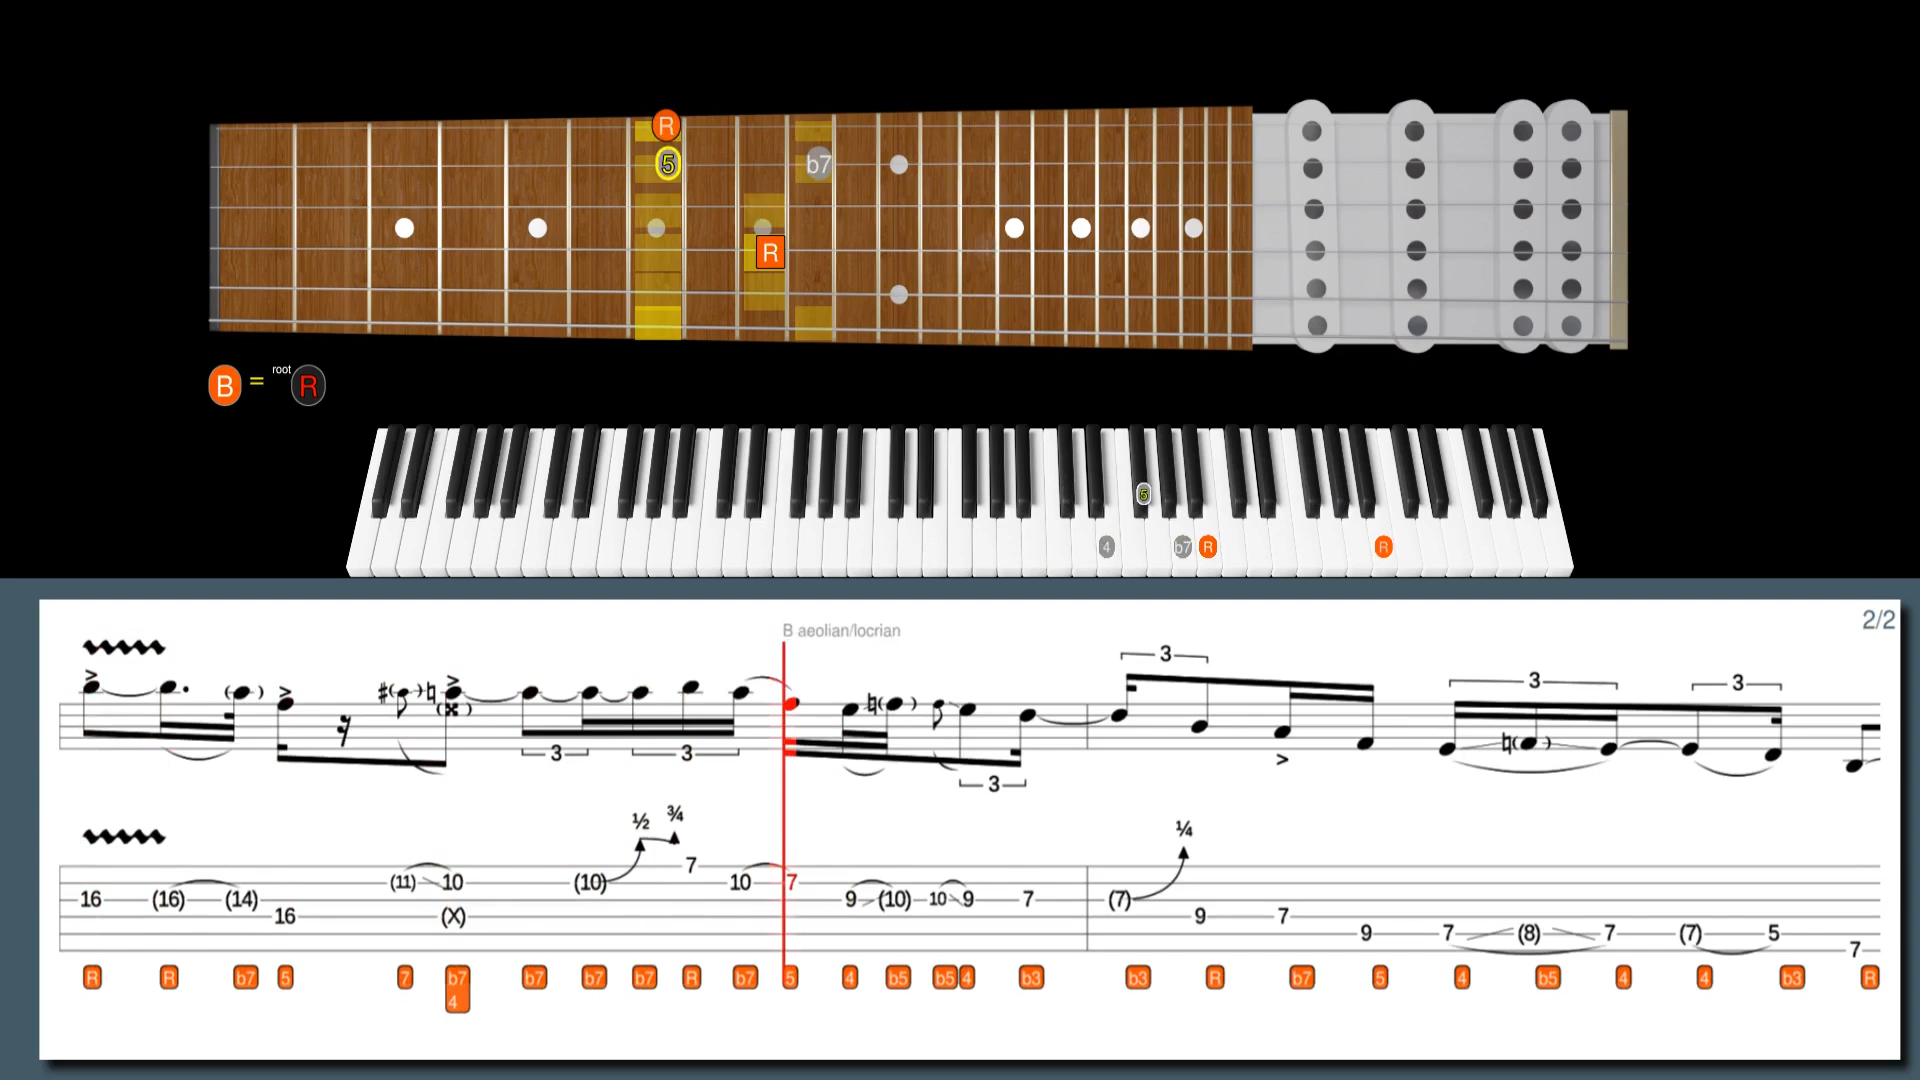 R
5 b7
R
B = root R
5
4 b7 R R
2/2
B aeolian/locrian
3
3 3
> >
>
#( ) ♮
( )
♮( )
3 3
3
>
♮( )
½ ¾
¼
7 7
(11) 10 (10) 10 7
16 (16) (14) 9 (10) 10 9 7 (7)
16 (X) 9 7
9 7 (8) 7 (7) 5
7
R R b7 5 7 b7 b7 b7 b7 R b7 5 4 b5 b5 4 b3 b3 R b7 5 4 b5 4 4 b3 R
4